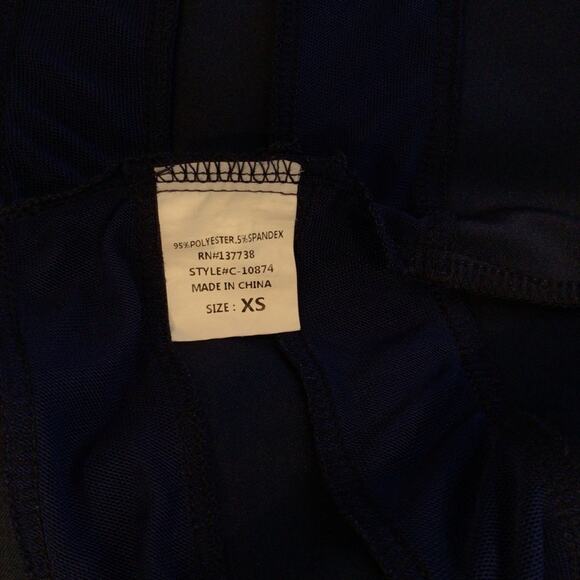 95%POLYESTER.5%SPANDEX
RN#137738
STYLE#C-10874
MADE IN CHINA
SIZE : XS